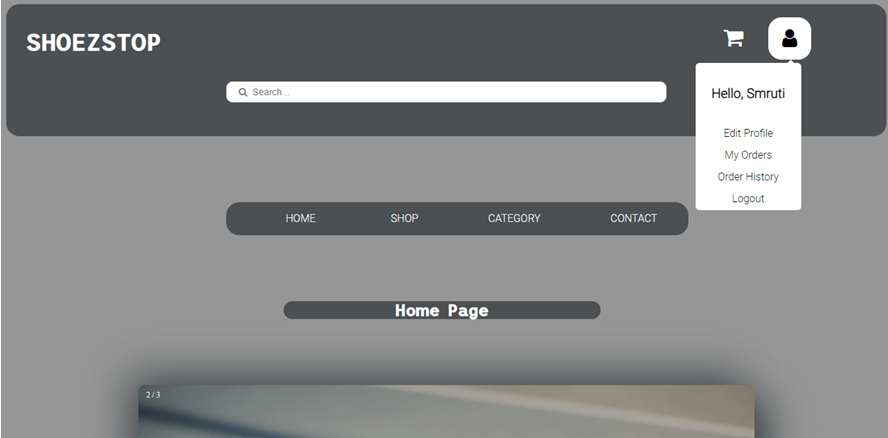 SHOEZSTOP
Search...
Hello, Smruti
Edit Profile
My Orders
Order History
Logout
HOME SHOP CATEGORY CONTACT
Home Page
2 / 3